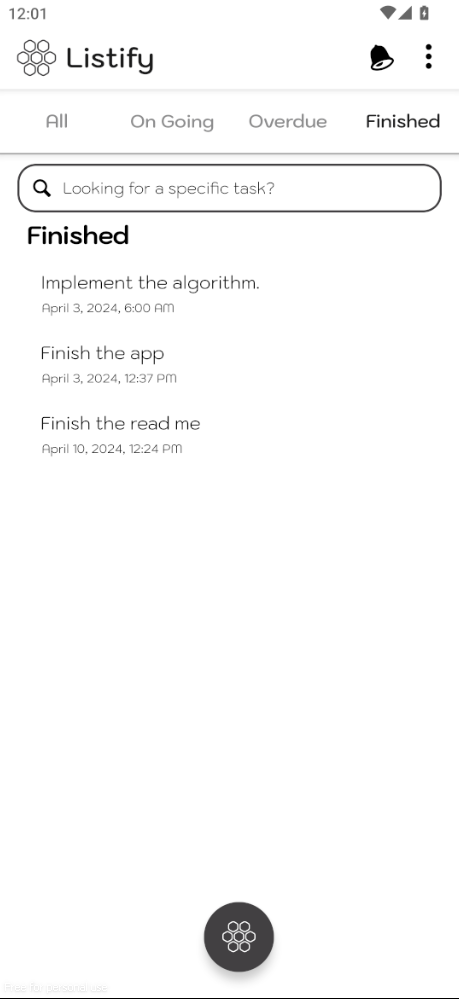 12:01
Listify
All On Going Overdue Finished
Looking for a specific task?
Finished
Implement the algorithm.
April 3, 2024, 6:00 AM
Finish the app
April 3, 2024, 12:37 PM
Finish the read me
April 10, 2024, 12:24 PM
Free for personal use